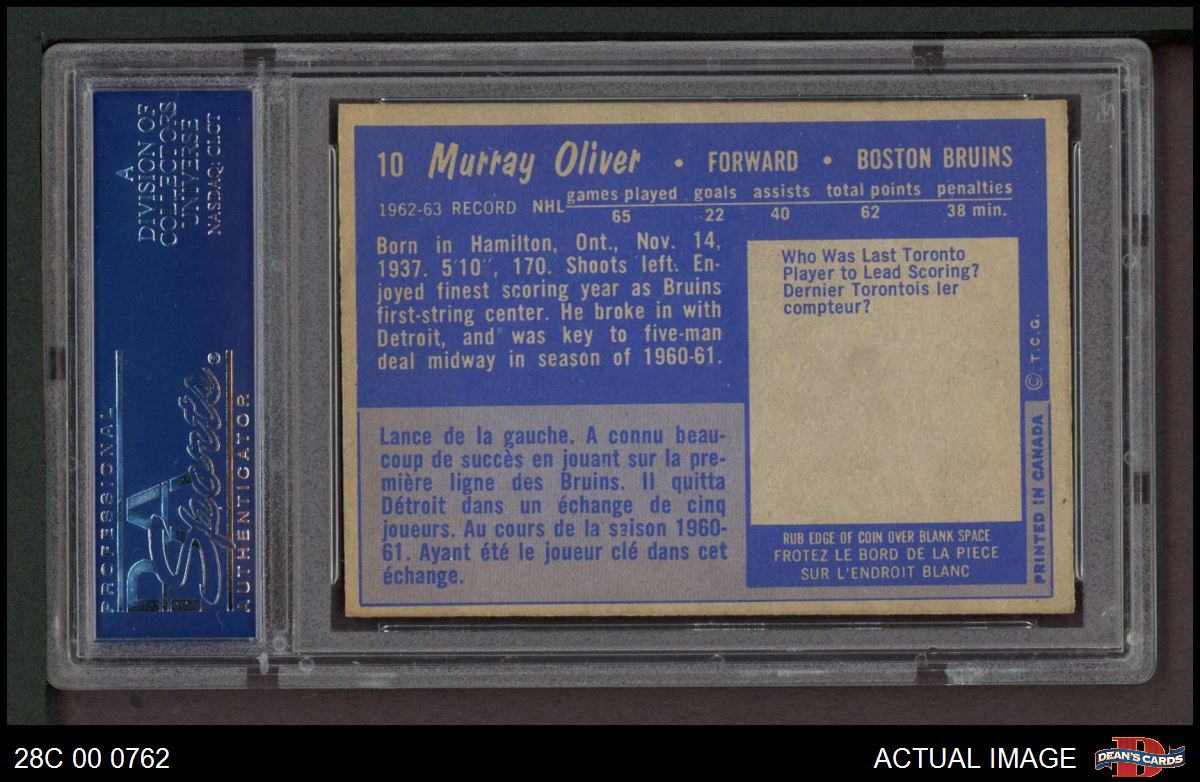 A
DIVISION OF
COLLECTORS
UNIVERSE
NASDAQ: CLCT
PROFESSIONAL
PSA
Sports®
AUTHENTICATOR
10 Murray Oliver • FORWARD • BOSTON BRUINS
games played goals assists total points penalties
1962-63 RECORD NHL 65 22 40 62 38 min.
Born in Hamilton, Ont., Nov. 14,
1937. 5'10", 170. Shoots left. En-
joyed finest scoring year as Bruins
first-string center. He broke in with
Detroit, and was key to five-man
deal midway in season of 1960-61.
Lance de la gauche. A connu beau-
coup de succès en jouant sur la pre-
mière ligne des Bruins. Il quitta
Détroit dans un échange de cinq
joueurs. Au cours de la saison 1960-
61. Ayant été le joueur clé dans cet
échange.
Who Was Last Toronto
Player to Lead Scoring?
Dernier Torontois ler
compteur?
RUB EDGE OF COIN OVER BLANK SPACE
FROTEZ LE BORD DE LA PIECE
SUR L'ENDROIT BLANC
PRINTED IN CANADA
© T.C.G.
28C 00 0762
ACTUAL IMAGE
DEAN'S CARDS